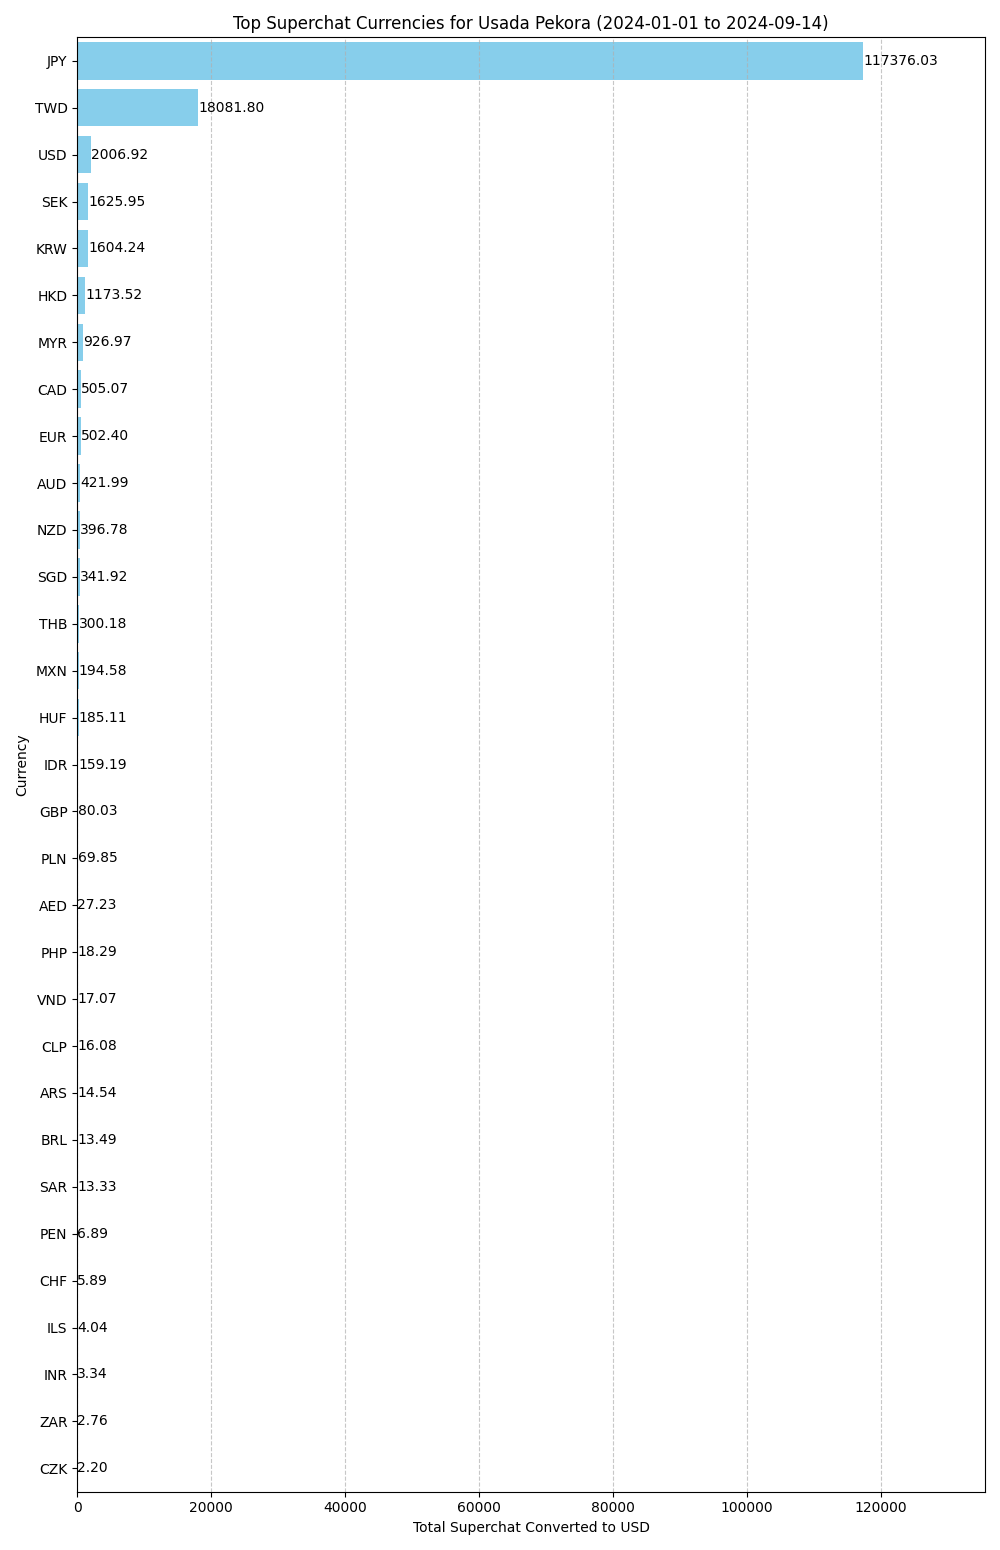 Top Superchat Currencies for Usada Pekora (2024-01-01 to 2024-09-14)
JPY 117376.03
TWD 18081.80
USD 2006.92
SEK 1625.95
KRW 1604.24
HKD 1173.52
MYR 926.97
CAD 505.07
EUR 502.40
AUD 421.99
NZD 396.78
SGD 341.92
THB 300.18
MXN 194.58
HUF 185.11
IDR 159.19
GBP 80.03
PLN 69.85
AED 27.23
PHP 18.29
VND 17.07
CLP 16.08
ARS 14.54
BRL 13.49
SAR 13.33
PEN 6.89
CHF 5.89
ILS 4.04
INR 3.34
ZAR 2.76
CZK 2.20
Currency
0 20000 40000 60000 80000 100000 120000
Total Superchat Converted to USD